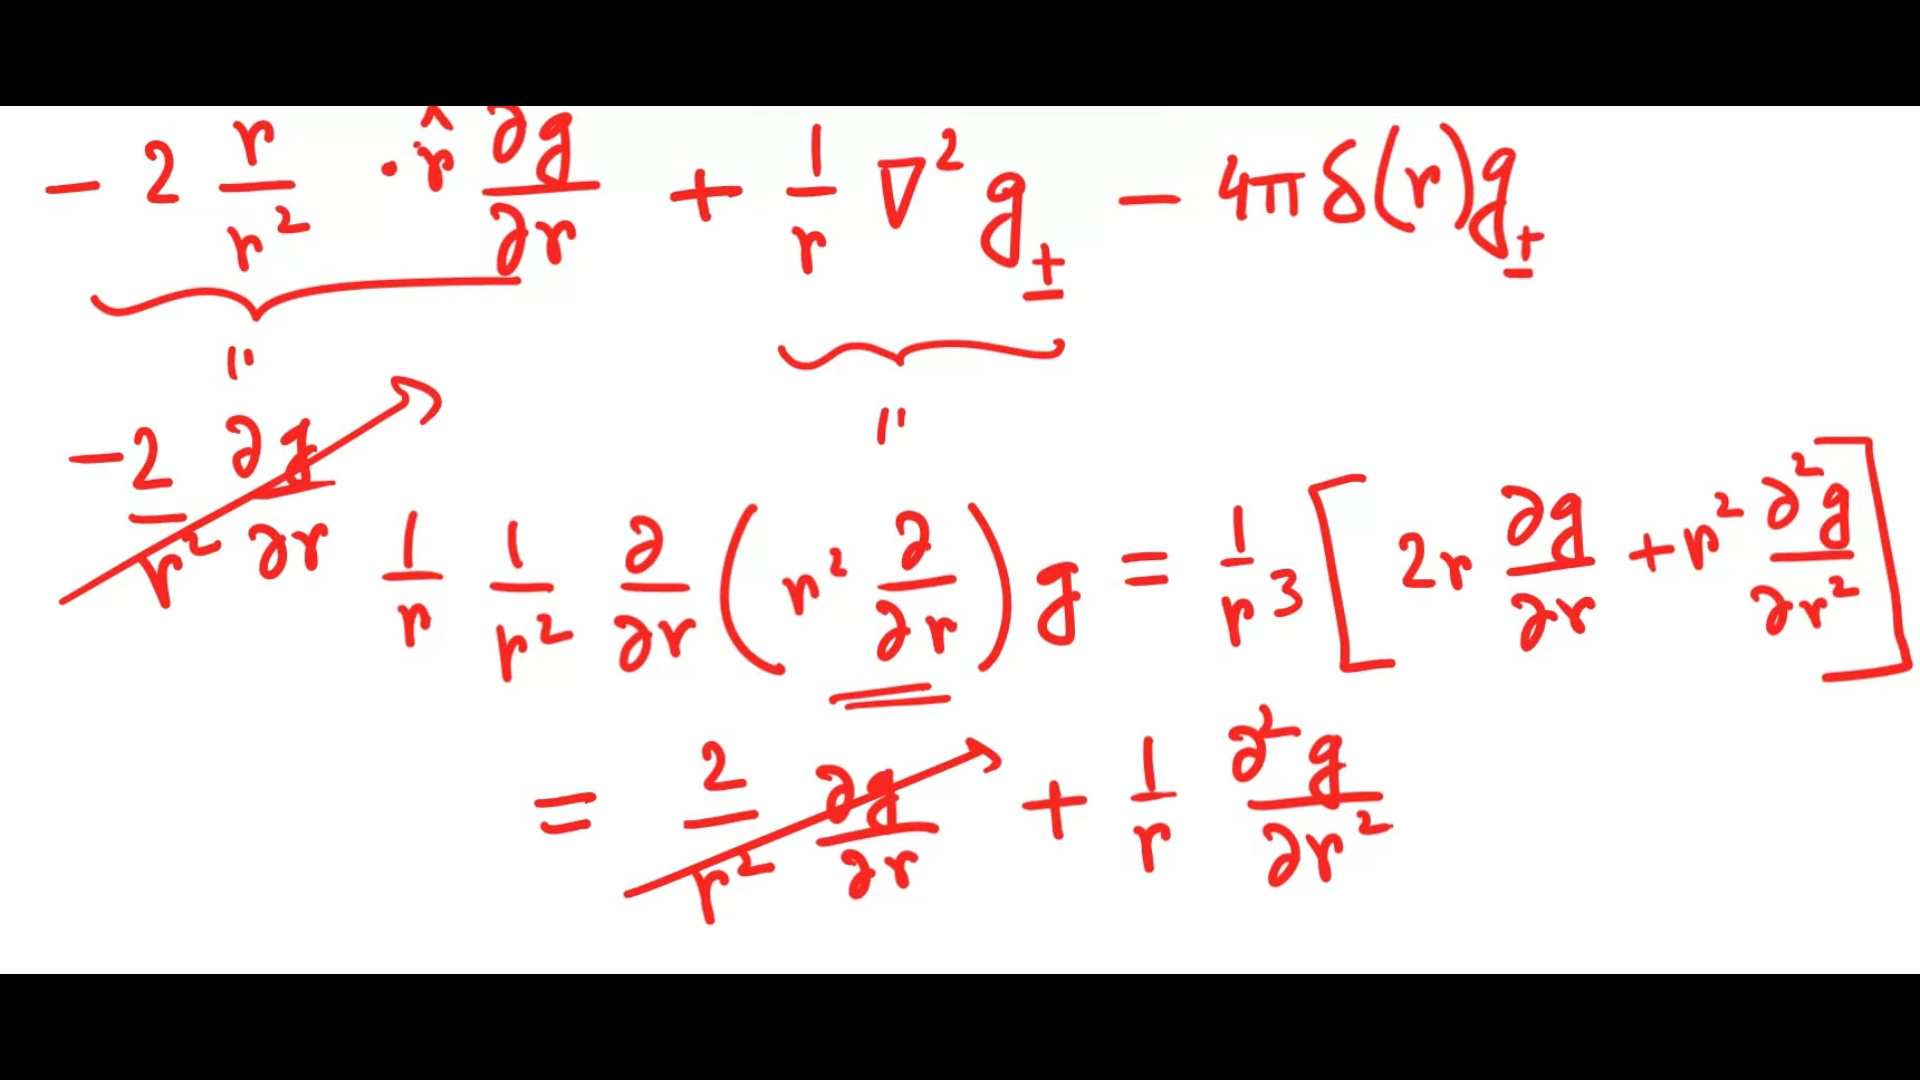 - 2 r/r² · r̂ ∂g/∂r + 1/r ∇² g± - 4π δ(r) g±
"
-2/r² ∂g/∂r
"
1/r 1/r² ∂/∂r (r² ∂/∂r) g = 1/r³ [2r ∂g/∂r + r² ∂²g/∂r²]
= 2/r² ∂g/∂r + 1/r ∂²g/∂r²